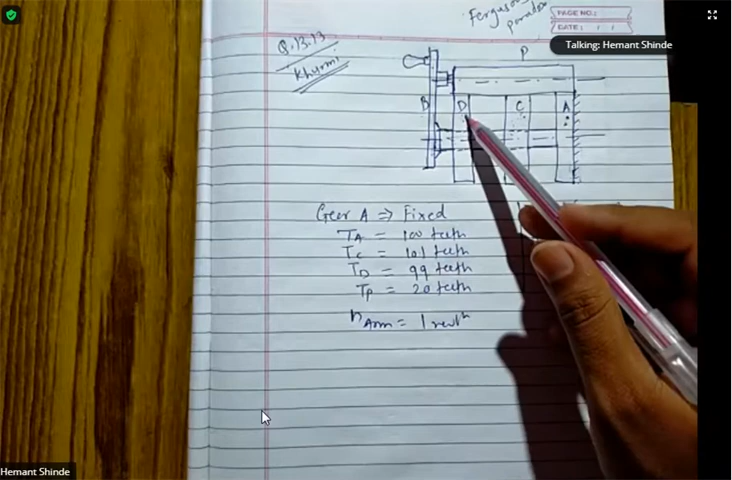 Ferguson's
paradox
PAGE NO.:
DATE: / /
Talking: Hemant Shinde
Q.13.13
Khurmi
P
B
D
C
A
Gear A => Fixed
TA = 100 teeth
TC = 101 teeth
TD = 99 teeth
TP = 20 teeth
nArm = 1 revth
Hemant Shinde